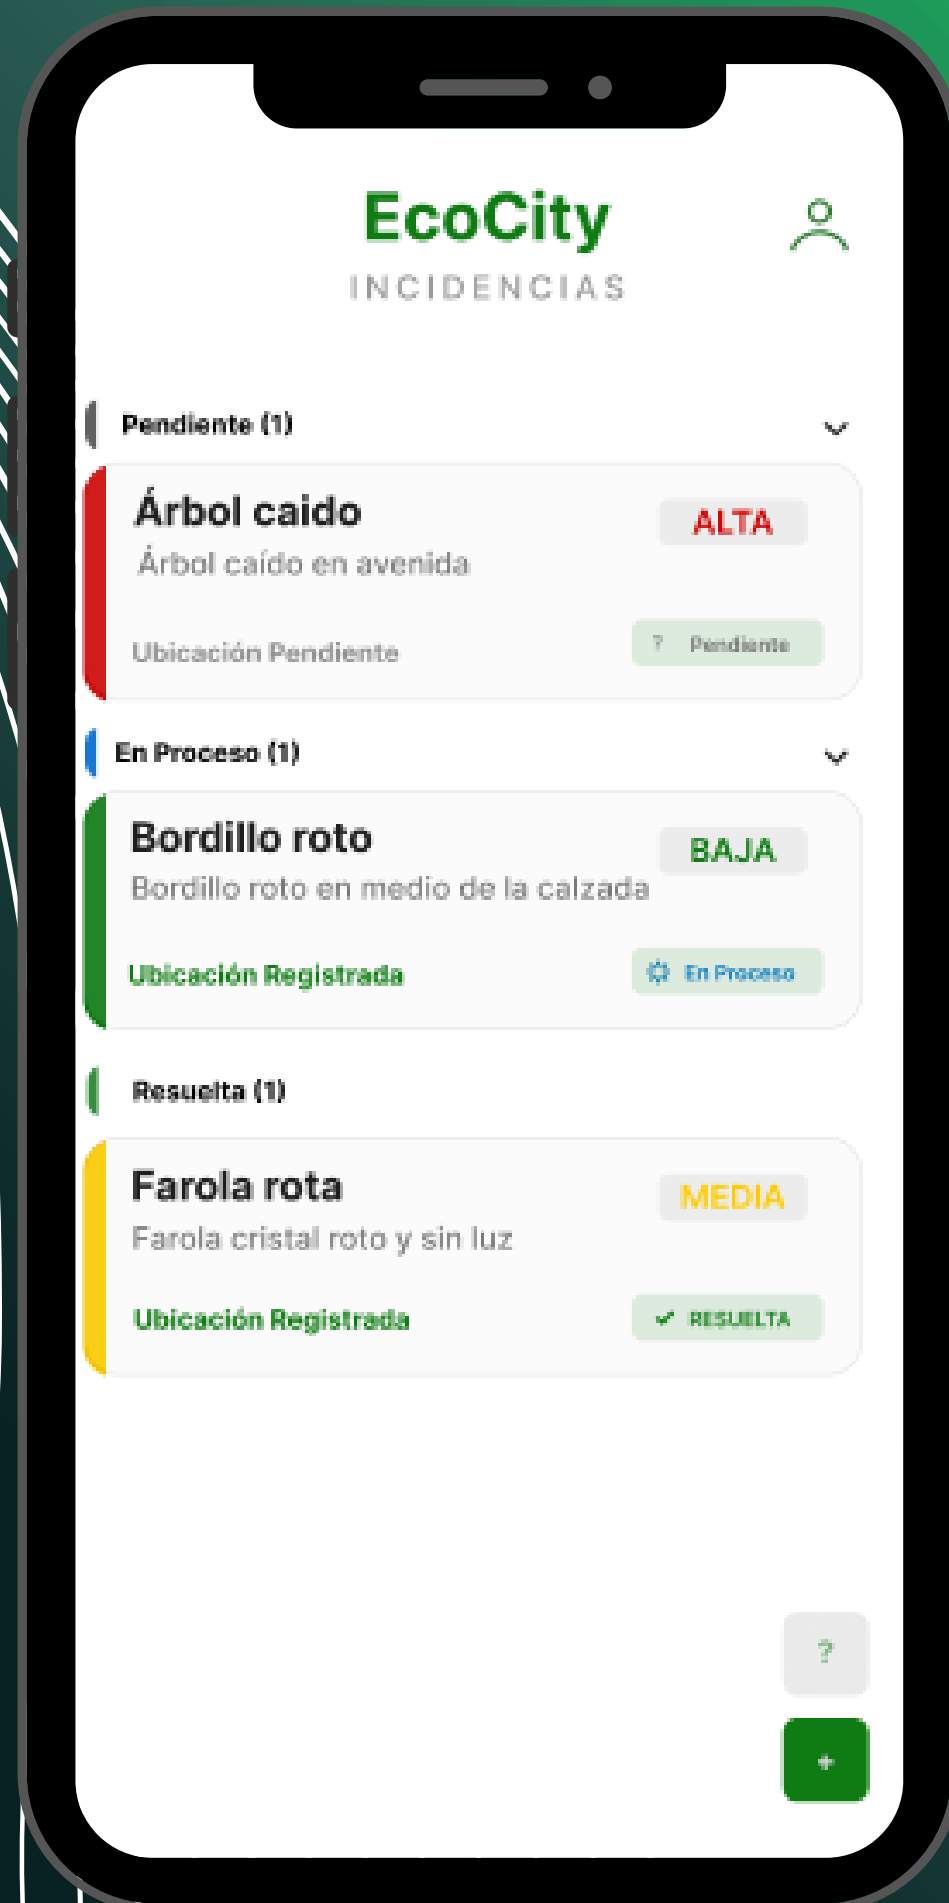 EcoCity
INCIDENCIAS
Pendiente (1)
Árbol caido
ALTA
Árbol caído en avenida
Ubicación Pendiente
? Pendiente
En Proceso (1)
Bordillo roto
BAJA
Bordillo roto en medio de la calzada
Ubicación Registrada
En Proceso
Resuelta (1)
Farola rota
MEDIA
Farola cristal roto y sin luz
Ubicación Registrada
RESUELTA
?
+